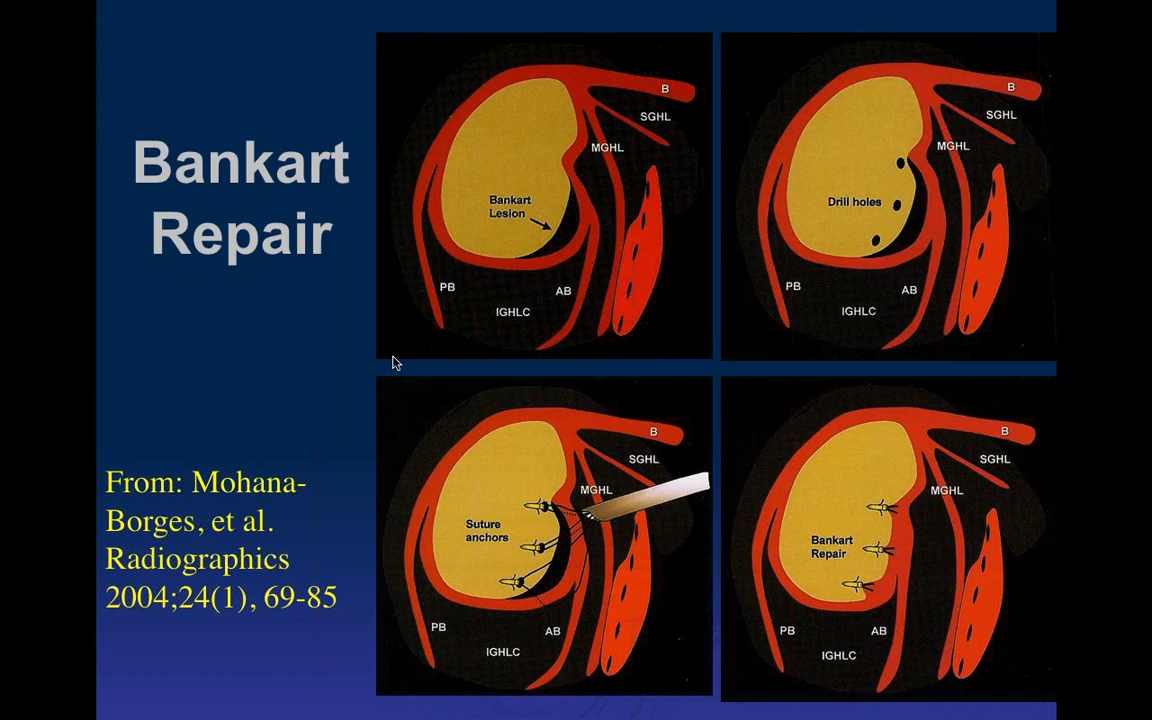 Bankart
Repair
From: Mohana-
Borges, et al.
Radiographics
2004;24(1), 69-85
B
SGHL
MGHL
Bankart
Lesion
PB
AB
IGHLC
B
SGHL
MGHL
Drill holes
PB
AB
IGHLC
B
SGHL
MGHL
Suture
anchors
PB
AB
IGHLC
B
SGHL
MGHL
Bankart
Repair
PB
AB
IGHLC